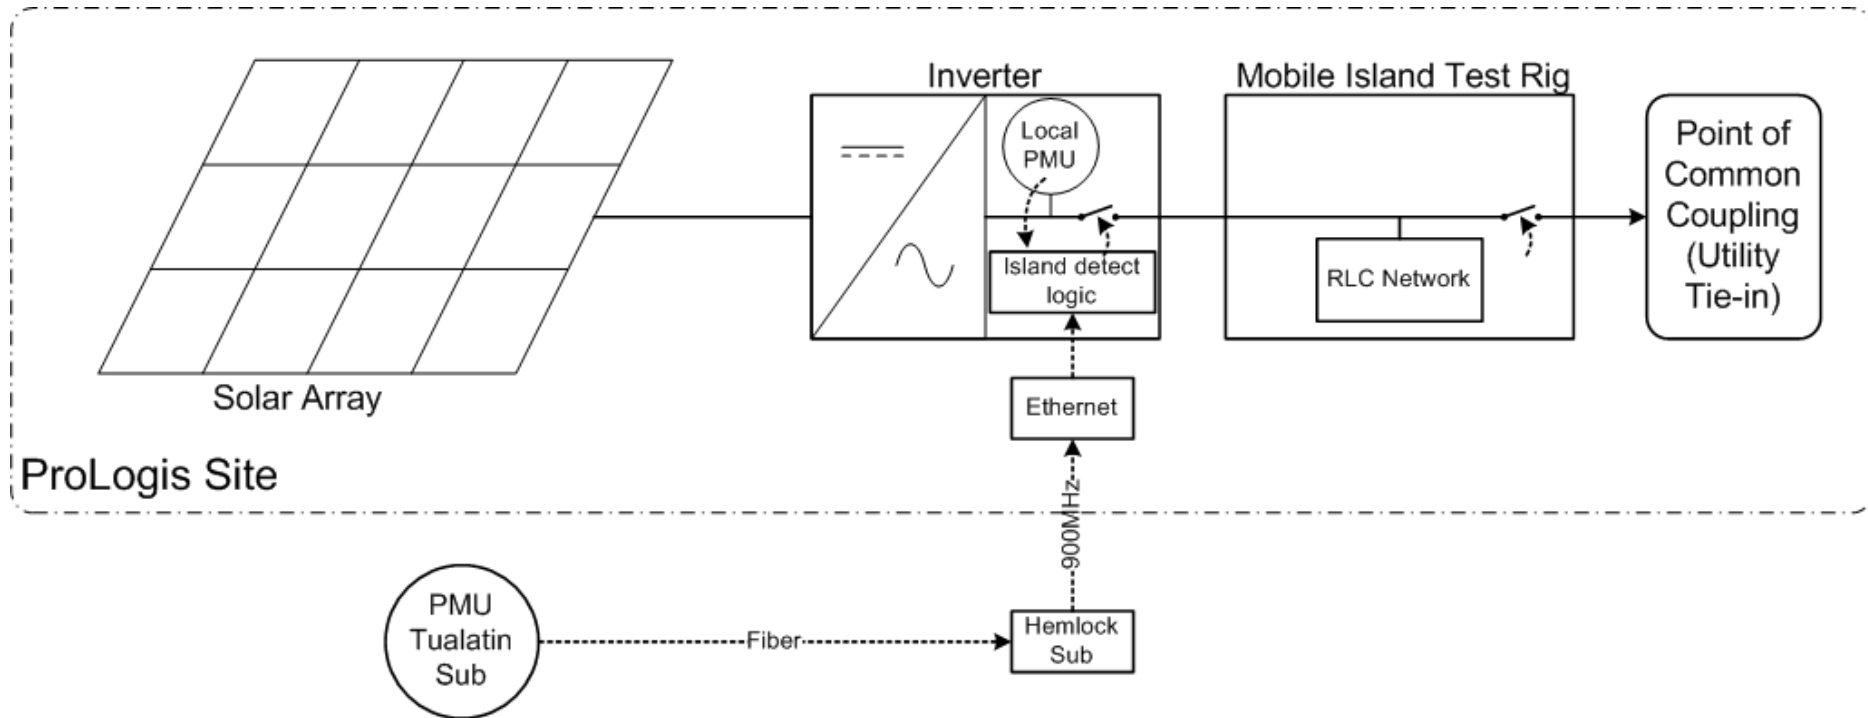 Inverter
Mobile Island Test Rig
Local
PMU
Point of
Common
Coupling
(Utility
Tie-in)
Island detect
logic
RLC Network
Solar Array
Ethernet
ProLogis Site
900MHz
PMU
Tualatin
Sub
Fiber
Hemlock
Sub